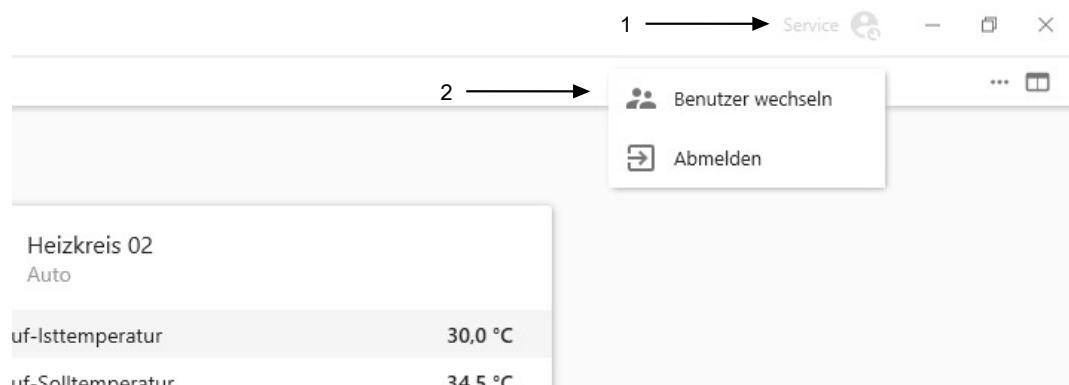 1
Service
2
Benutzer wechseln
Abmelden
Heizkreis 02
Auto
uf-Isttemperatur 30,0 °C
uf-Solltemperatur 34,5 °C